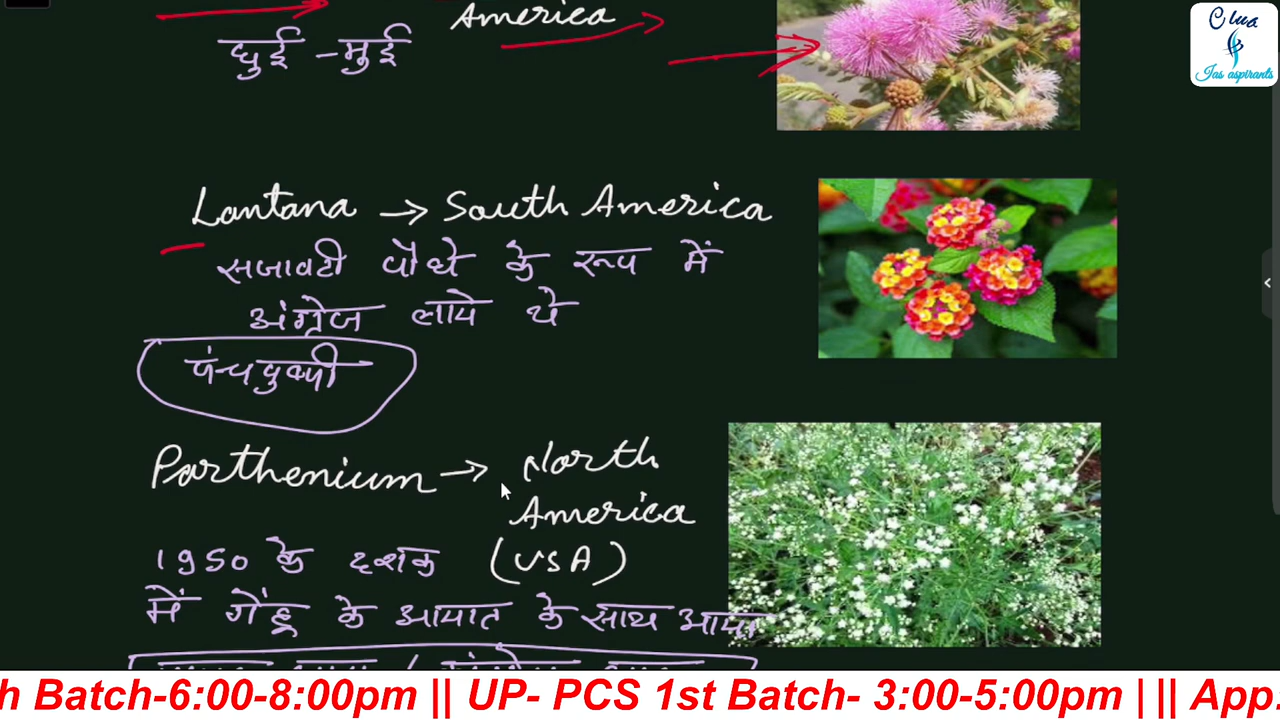 America
छुई - मुई
Lantana → South America
सजावटी पौधे के रूप में
अंग्रेज लाये थे
पंचपुष्पी
Parthenium → North
America
1950 के दशक (USA)
में गेंहू के आयात के साथ आया
Clua
Ias aspirants
h Batch-6:00-8:00pm || UP- PCS 1st Batch- 3:00-5:00pm | || App.